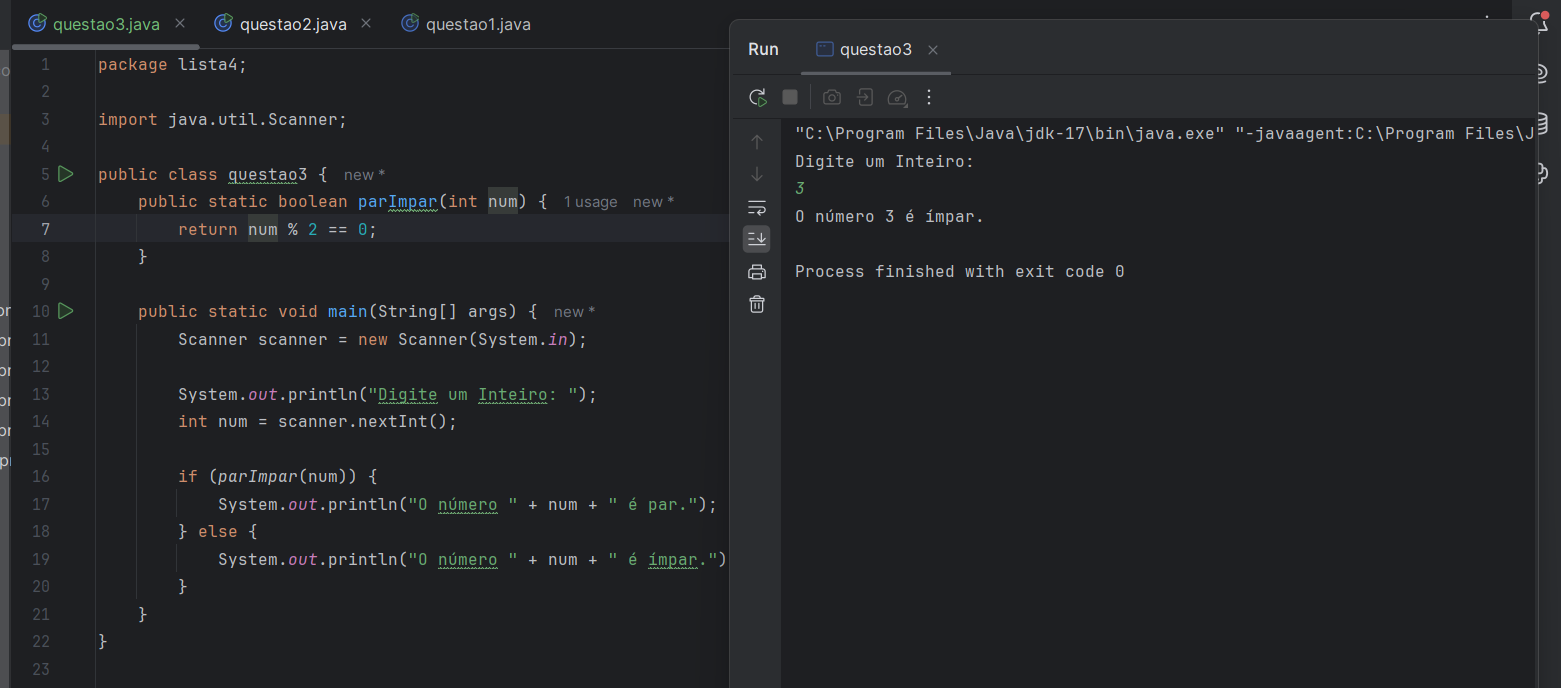 questao3.java
questao2.java
questao1.java
1 package lista4;
2
3 import java.util.Scanner;
4
5 public class questao3 { new *
6 public static boolean parImpar(int num) { 1 usage new *
7 return num % 2 == 0;
8 }
9
10 public static void main(String[] args) { new *
11 Scanner scanner = new Scanner(System.in);
12
13 System.out.println("Digite um Inteiro: ");
14 int num = scanner.nextInt();
15
16 if (parImpar(num)) {
17 System.out.println("O número " + num + " é par.");
18 } else {
19 System.out.println("O número " + num + " é ímpar.")
20 }
21 }
22 }
23
Run
questao3
"C:\Program Files\Java\jdk-17\bin\java.exe" "-javaagent:C:\Program Files\J
Digite um Inteiro:
3
O número 3 é ímpar.
Process finished with exit code 0